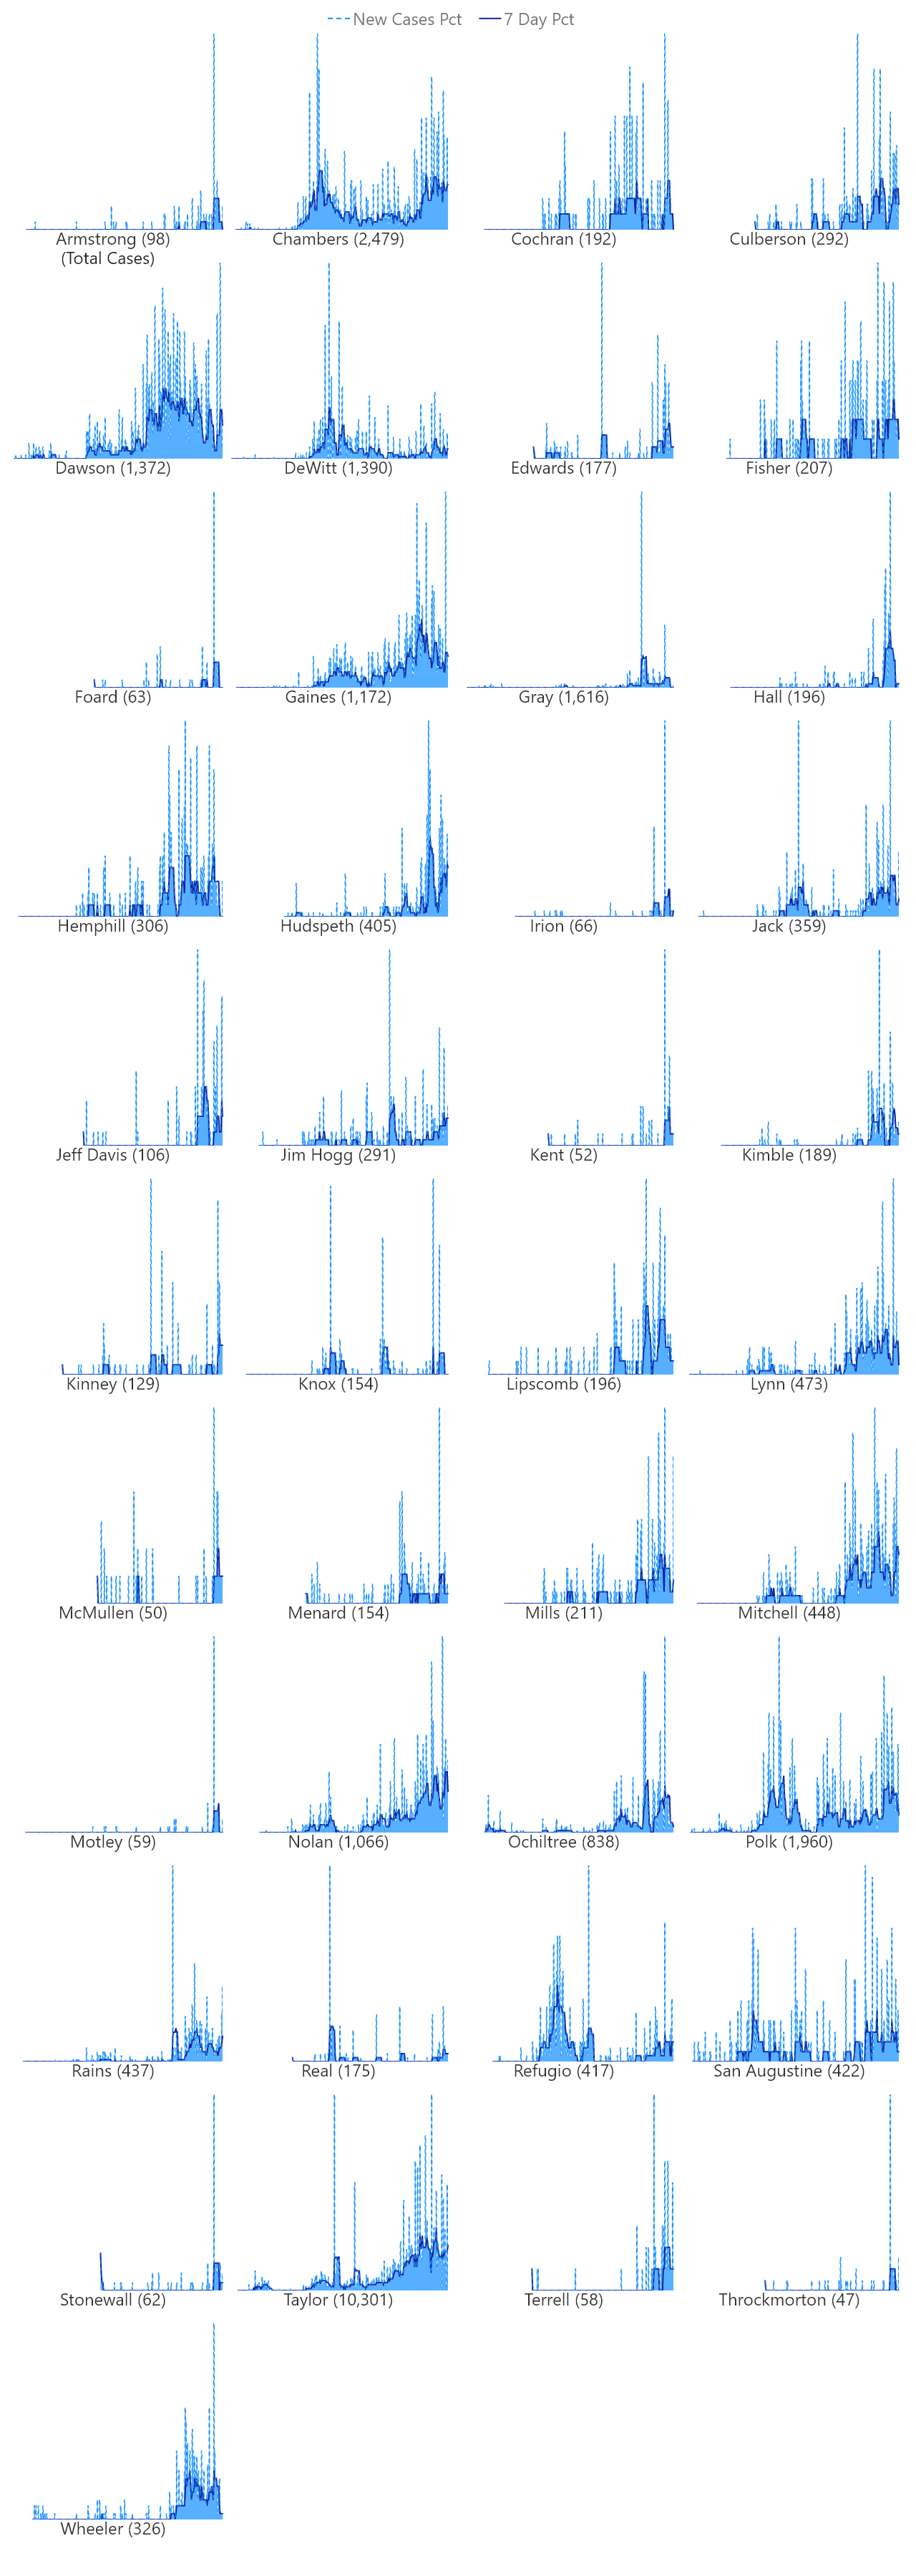 New Cases Pct 7 Day Pct
Armstrong (98) Chambers (2,479) Cochran (192) Culberson (292)
(Total Cases)
Dawson (1,372) DeWitt (1,390) Edwards (177) Fisher (207)
Foard (63) Gaines (1,172) Gray (1,616) Hall (196)
Hemphill (306) Hudspeth (405) Irion (66) Jack (359)
Jeff Davis (106) Jim Hogg (291) Kent (52) Kimble (189)
Kinney (129) Knox (154) Lipscomb (196) Lynn (473)
McMullen (50) Menard (154) Mills (211) Mitchell (448)
Motley (59) Nolan (1,066) Ochiltree (838) Polk (1,960)
Rains (437) Real (175) Refugio (417) San Augustine (422)
Stonewall (62) Taylor (10,301) Terrell (58) Throckmorton (47)
Wheeler (326)